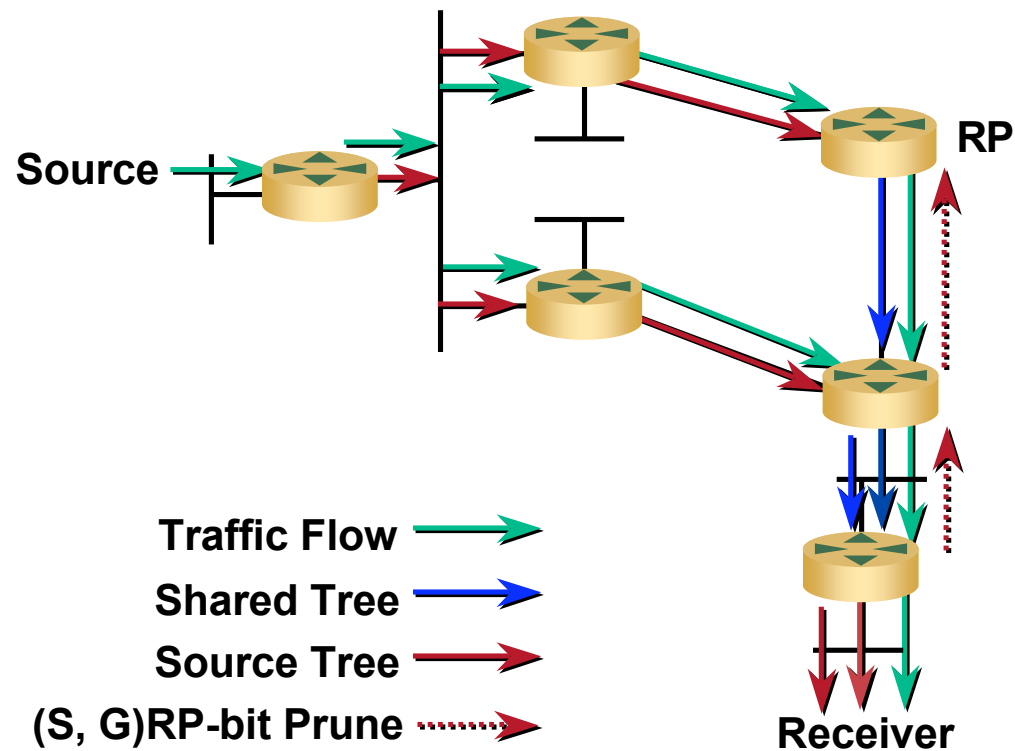 RP
Source
Traffic Flow
Shared Tree
Source Tree
(S, G)RP-bit Prune
Receiver